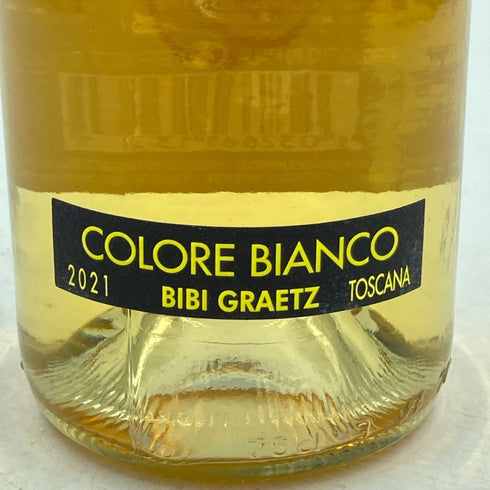 COLORE BIANCO
2021 BIBI GRAETZ TOSCANA